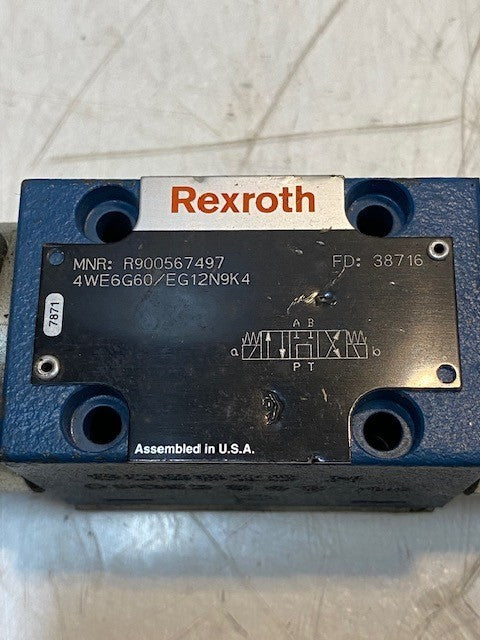 Rexroth
MNR: R900567497 FD: 38716
4WE6G60/EG12N9K4
7871
A B
a b
P T
Assembled in U.S.A.